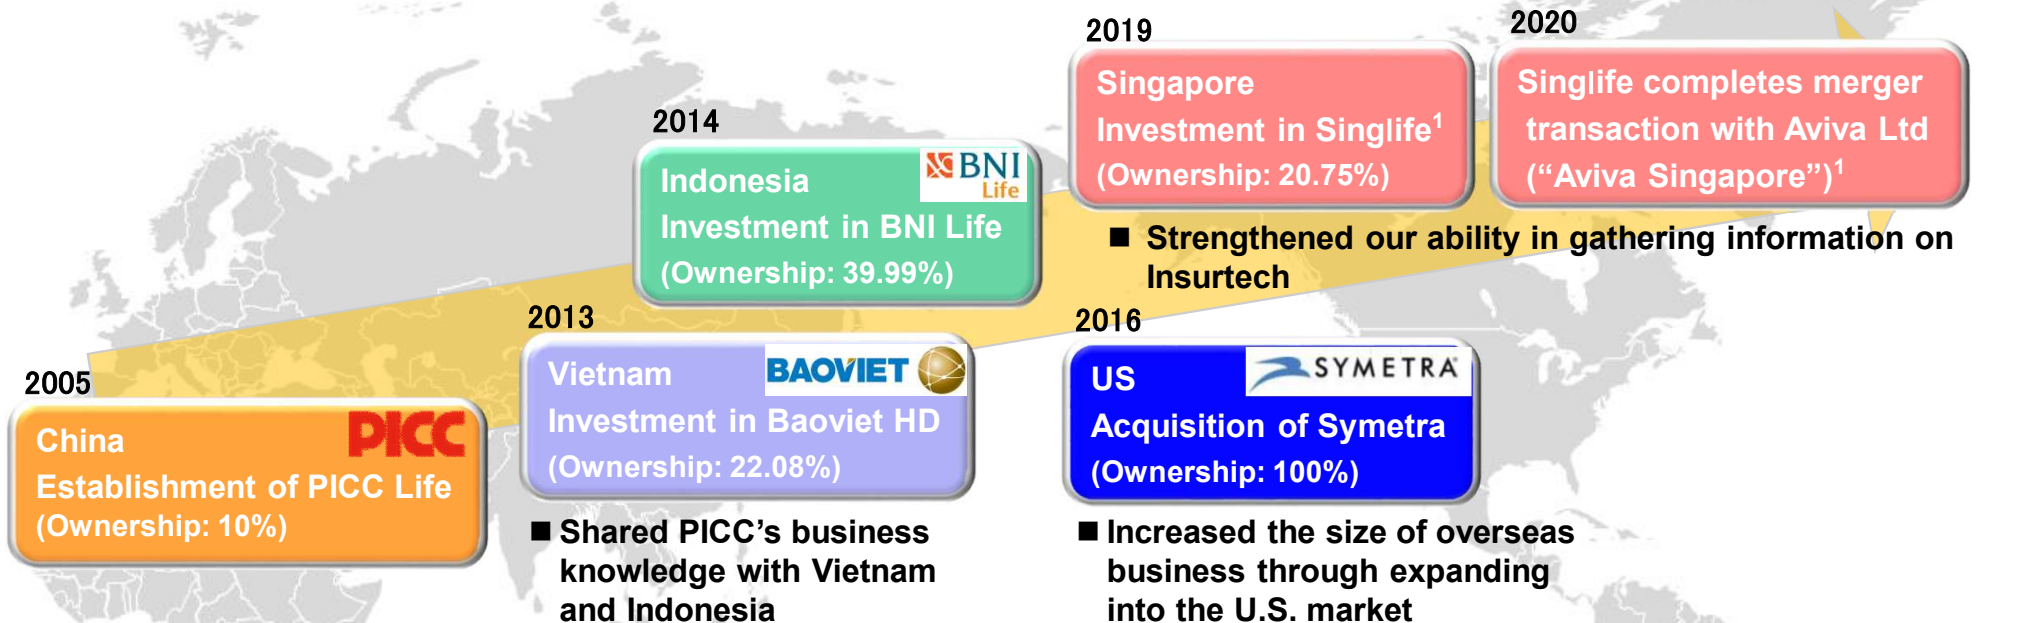 2005
PICC
China
Establishment of PICC Life
(Ownership: 10%)
2013
BAOVIET
Vietnam
Investment in Baoviet HD
(Ownership: 22.08%)
■ Shared PICC’s business
knowledge with Vietnam
and Indonesia
2014
BNI
Life
Indonesia
Investment in BNI Life
(Ownership: 39.99%)
2016
SYMETRA
US
Acquisition of Symetra
(Ownership: 100%)
■ Increased the size of overseas
business through expanding
into the U.S. market
2019
Singapore
Investment in Singlife1
(Ownership: 20.75%)
2020
Singlife completes merger
transaction with Aviva Ltd
(“Aviva Singapore”)1
■ Strengthened our ability in gathering information on
Insurtech